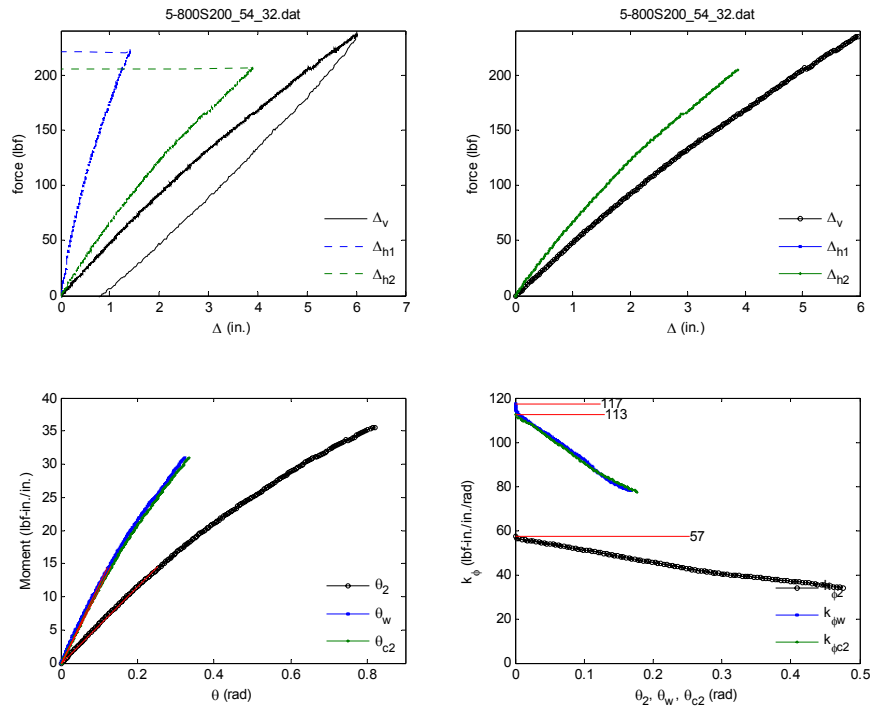 5-800S200_54_32.dat
force (lbf)
200
150
100
50
0
Δv
Δh1
Δh2
0 1 2 3 4 5 6 7
Δ (in.)
5-800S200_54_32.dat
force (lbf)
200
150
100
50
0
Δv
Δh1
Δh2
0 1 2 3 4 5 6
Δ (in.)
Moment (lbf-in./in.)
40
35
30
25
20
15
10
5
0
θ2
θw
θc2
0 0.2 0.4 0.6 0.8
θ (rad)
kϕ (lbf-in./in./rad)
120
100
80
60
40
20
0
117
113
57
kϕ2
kϕw
kϕc2
0 0.1 0.2 0.3 0.4 0.5
θ2, θw, θc2 (rad)